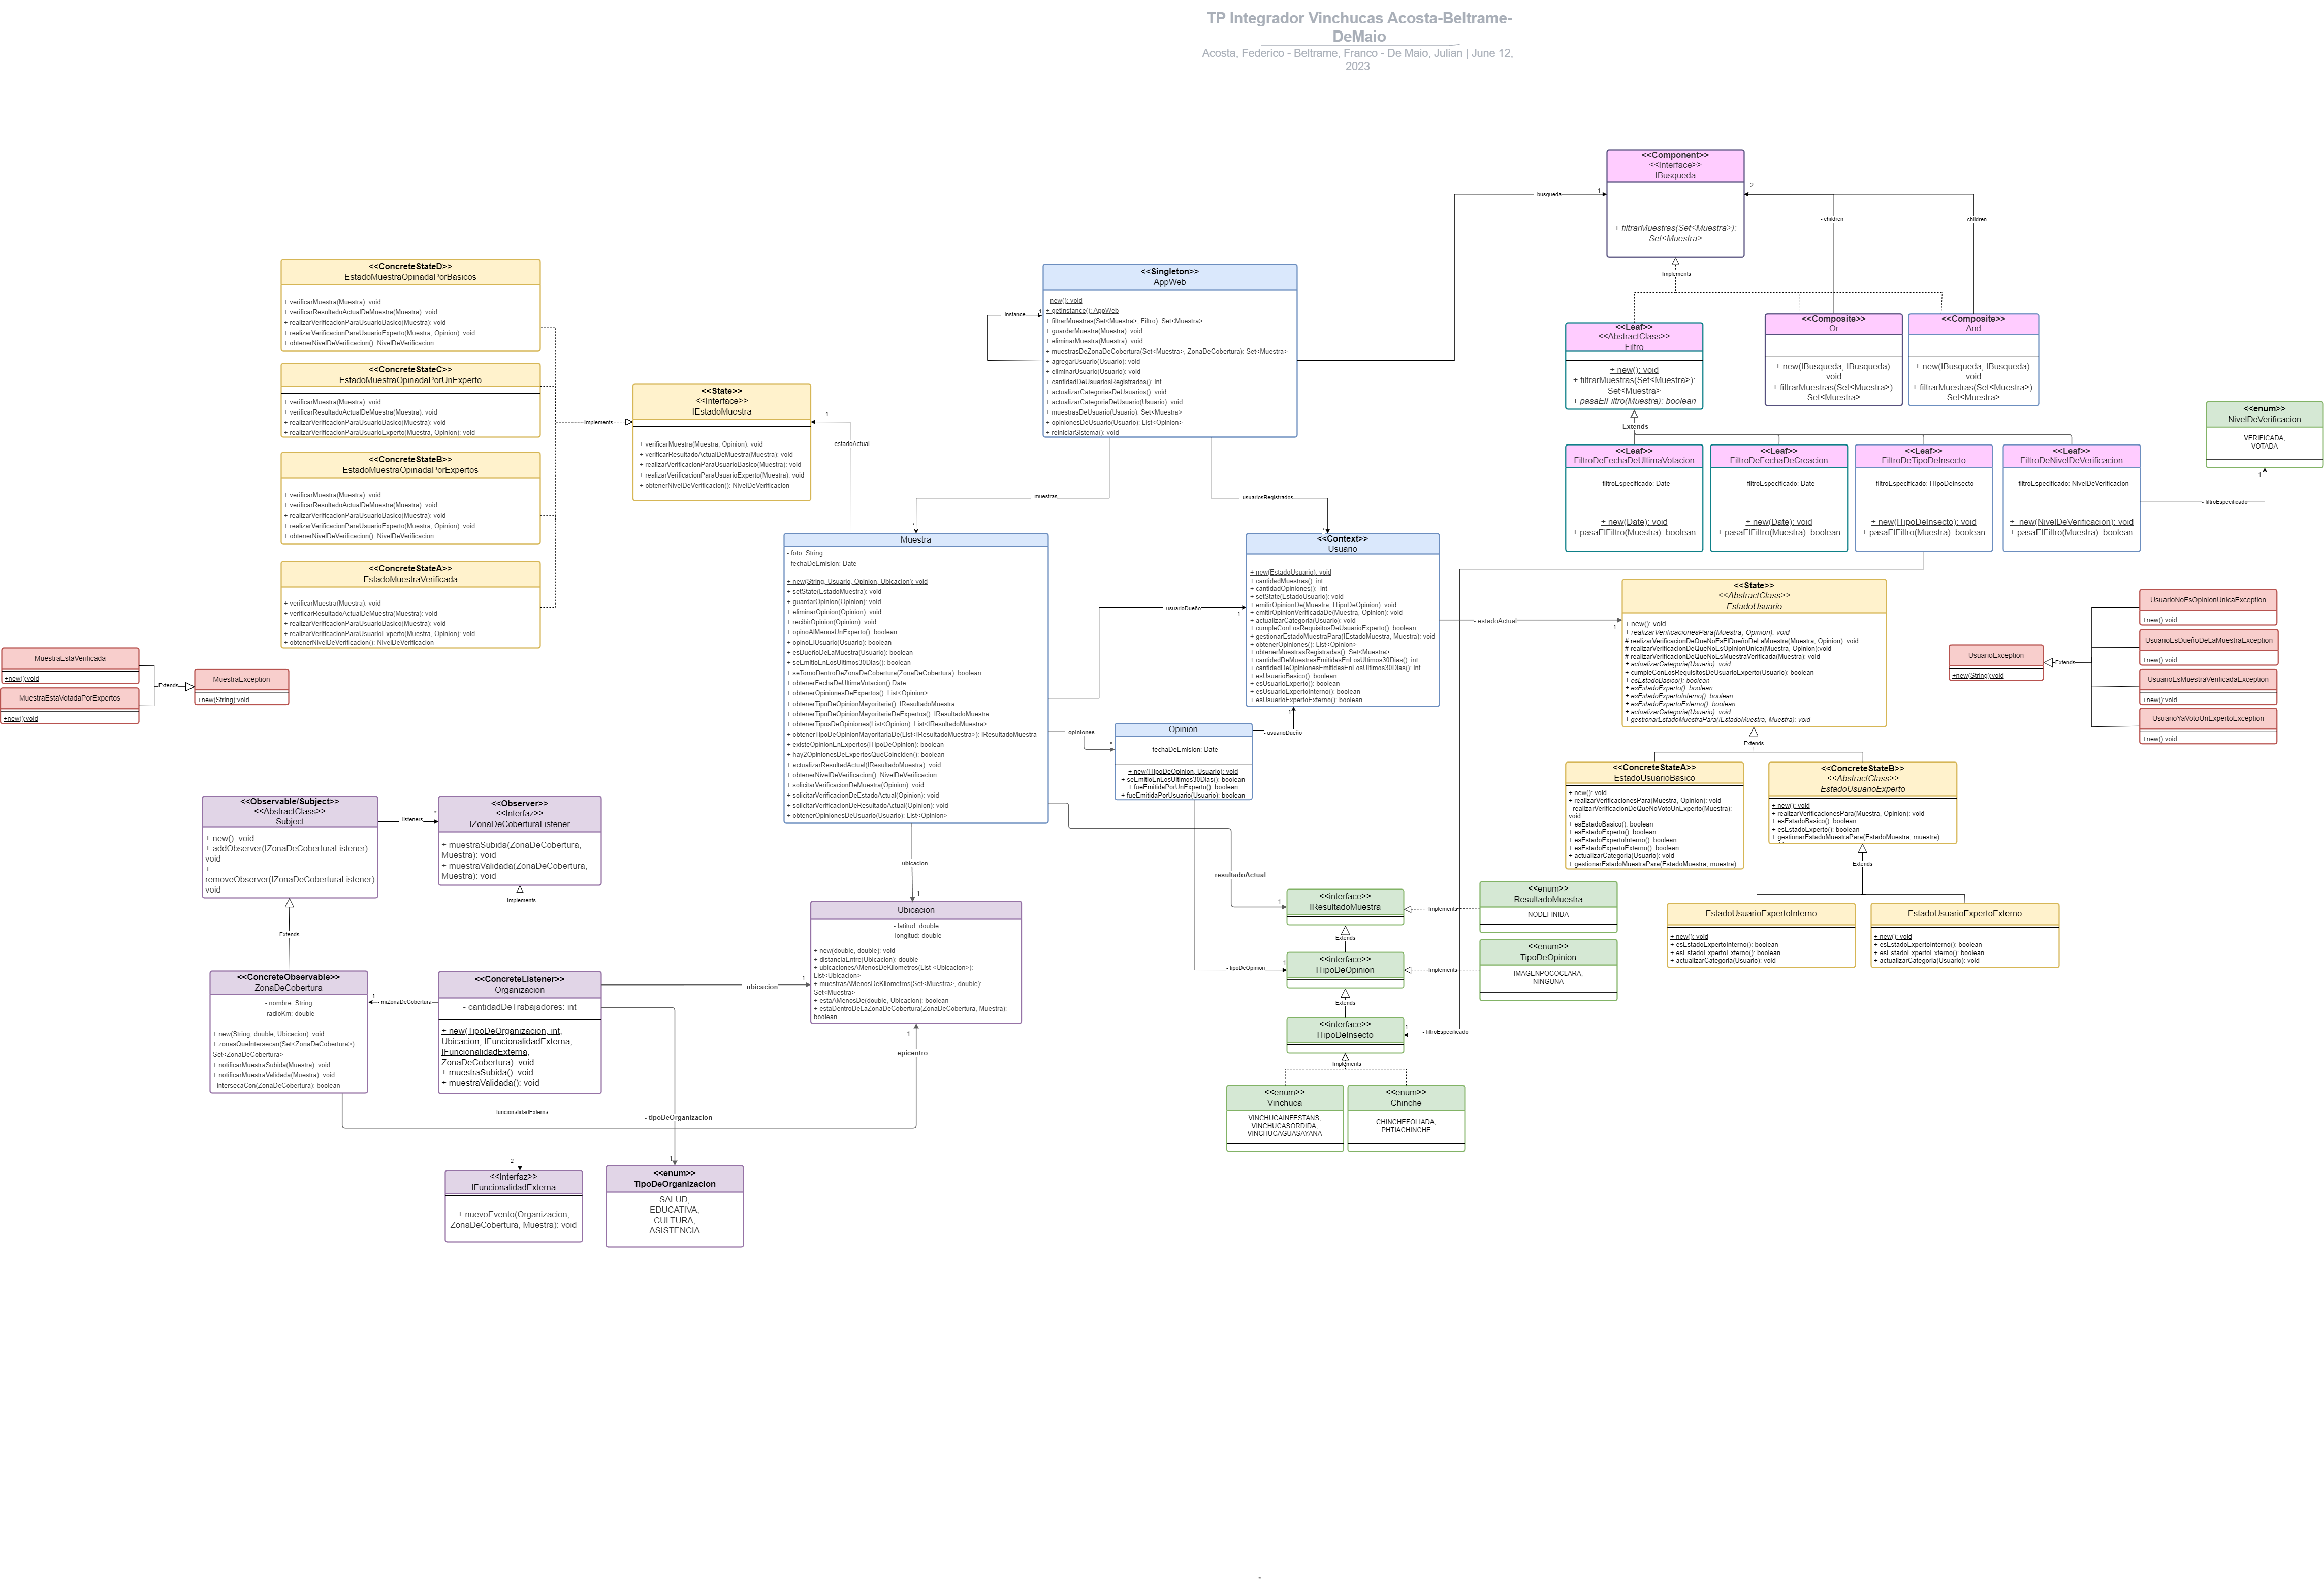 TP Integrador Vinchucas Acosta-Beltrame-
DeMaio
Acosta, Federico - Beltrame, Franco - De Maio, Julian | June 12,
2023
<<Component>>
<<Interface>>
IBusqueda
+ filtrarMuestras(Set<Muestra>):
Set<Muestra>
- busqueda
1
2
- children
- children
Implements
<<Leaf>>
<<AbstractClass>>
Filtro
+ new(): void
+ filtrarMuestras(Set<Muestra>):
Set<Muestra>
+ pasaElFiltro(Muestra): boolean
<<Composite>>
Or
+ new(IBusqueda, IBusqueda):
void
+ filtrarMuestras(Set<Muestra>):
Set<Muestra>
<<Composite>>
And
+ new(IBusqueda, IBusqueda):
void
+ filtrarMuestras(Set<Muestra>):
Set<Muestra>
Extends
<<Leaf>>
FiltroDeFechaDeUltimaVotacion
- filtroEspecificado: Date
+ new(Date): void
+ pasaElFiltro(Muestra): boolean
<<Leaf>>
FiltroDeFechaDeCreacion
- filtroEspecificado: Date
+ new(Date): void
+ pasaElFiltro(Muestra): boolean
<<Leaf>>
FiltroDeTipoDeInsecto
-filtroEspecificado: ITipoDeInsecto
+ new(ITipoDeInsecto): void
+ pasaElFiltro(Muestra): boolean
<<Leaf>>
FiltroDeNivelDeVerificacion
- filtroEspecificado: NivelDeVerificacion
+ new(NivelDeVerificacion): void
+ pasaElFiltro(Muestra): boolean
<<enum>>
NivelDeVerificacion
VERIFICADA,
VOTADA
1
- filtroEspecificado
<<ConcreteStateD>>
EstadoMuestraOpinadaPorBasicos
+ verificarMuestra(Muestra): void
+ verificarResultadoActualDeMuestra(Muestra): void
+ realizarVerificacionParaUsuarioBasico(Muestra): void
+ realizarVerificacionParaUsuarioExperto(Muestra, Opinion): void
+ obtenerNivelDeVerificacion(): NivelDeVerificacion
<<ConcreteStateC>>
EstadoMuestraOpinadaPorUnExperto
+ verificarMuestra(Muestra): void
+ verificarResultadoActualDeMuestra(Muestra): void
+ realizarVerificacionParaUsuarioBasico(Muestra): void
+ realizarVerificacionParaUsuarioExperto(Muestra, Opinion): void
<<ConcreteStateB>>
EstadoMuestraOpinadaPorExpertos
+ verificarMuestra(Muestra): void
+ verificarResultadoActualDeMuestra(Muestra): void
+ realizarVerificacionParaUsuarioBasico(Muestra): void
+ realizarVerificacionParaUsuarioExperto(Muestra, Opinion): void
+ obtenerNivelDeVerificacion(): NivelDeVerificacion
<<ConcreteStateA>>
EstadoMuestraVerificada
+ verificarMuestra(Muestra): void
+ verificarResultadoActualDeMuestra(Muestra): void
+ realizarVerificacionParaUsuarioBasico(Muestra): void
+ realizarVerificacionParaUsuarioExperto(Muestra, Opinion): void
+ obtenerNivelDeVerificacion(): NivelDeVerificacion
Implements
<<State>>
<<Interface>>
IEstadoMuestra
+ verificarMuestra(Muestra, Opinion): void
+ verificarResultadoActualDeMuestra(Muestra): void
+ realizarVerificacionParaUsuarioBasico(Muestra): void
+ realizarVerificacionParaUsuarioExperto(Muestra): void
+ obtenerNivelDeVerificacion(): NivelDeVerificacion
1
- estadoActual
<<Singleton>>
AppWeb
- new(): void
+ getInstance(): AppWeb
+ filtrarMuestras(Set<Muestra>, Filtro): Set<Muestra>
+ guardarMuestra(Muestra): void
+ eliminarMuestra(Muestra): void
+ muestrasDeZonaDeCobertura(Set<Muestra>, ZonaDeCobertura): Set<Muestra>
+ agregarUsuario(Usuario): void
+ eliminarUsuario(Usuario): void
+ cantidadDeUsuariosRegistrados(): int
+ actualizarCategoriasDeUsuarios(): void
+ actualizarCategoriaDeUsuario(Usuario): void
+ muestrasDeUsuario(Usuario): Set<Muestra>
+ opinionesDeUsuario(Usuario): List<Opinion>
+ reiniciarSistema(): void
instance
1
- muestras
*
- usuariosRegistrados
*
Muestra
- foto: String
- fechaDeEmision: Date
+ new(String, Usuario, Opinion, Ubicacion): void
+ setState(EstadoMuestra): void
+ guardarOpinion(Opinion): void
+ eliminarOpinion(Opinion): void
+ recibirOpinion(Opinion): void
+ opinoAlMenosUnExperto(): boolean
+ opinoElUsuario(Usuario): boolean
+ esDueñoDeLaMuestra(Usuario): boolean
+ seEmitioEnLosUltimos30Dias(): boolean
+ seTomoDentroDeZonaDeCobertura(ZonaDeCobertura): boolean
+ obtenerFechaDeUltimaVotacion():Date
+ obtenerOpinionesDeExpertos(): List<Opinion>
+ obtenerTipoDeOpinionMayoritaria(): IResultadoMuestra
+ obtenerTipoDeOpinionMayoritariaDeExpertos(): IResultadoMuestra
+ obtenerTiposDeOpiniones(List<Opinion): List<IResultadoMuestra>
+ obtenerTipoDeOpinionMayoritariaDe(List<IResultadoMuestra>): IResultadoMuestra
+ existeOpinionEnExpertos(ITipoDeOpinion): boolean
+ hay2OpinionesDeExpertosQueCoinciden(): boolean
+ actualizarResultadActual(IResultadoMuestra): void
+ obtenerNivelDeVerificacion(): NivelDeVerificacion
+ solicitarVerificacionDeMuestra(Opinion): void
+ solicitarVerificacionDeEstadoActual(Opinion): void
+ solicitarVerificacionDeResultadoActual(Opinion): void
+ obtenerOpinionesDeUsuario(Usuario): List<Opinion>
- usuarioDueño
1
<<Context>>
Usuario
+ new(EstadoUsuario): void
+ cantidadMuestras(): int
+ cantidadOpiniones(): int
+ setState(EstadoUsuario): void
+ emitirOpinionDe(Muestra, ITipoDeOpinion): void
+ emitirOpinionVerificadaDe(Muestra, Opinion): void
+ actualizarCategoria(Usuario): void
+ cumpleConLosRequisitosDeUsuarioExperto(): boolean
+ gestionarEstadoMuestraPara(IEstadoMuestra, Muestra): void
+ obtenerOpiniones(): List<Opinion>
+ obtenerMuestrasRegistradas(): Set<Muestra>
+ cantidadDeMuestrasEmitidasEnLosUltimos30Dias(): int
+ cantidadDeOpinionesEmitidasEnLosUltimos30Dias(): int
+ esUsuarioBasico(): boolean
+ esUsuarioExperto(): boolean
+ esUsuarioExpertoInterno(): boolean
+ esUsuarioExpertoExterno(): boolean
- estadoActual
1
<<State>>
<<AbstractClass>>
EstadoUsuario
+ new(): void
+ realizarVerificacionesPara(Muestra, Opinion): void
# realizarVerificacionDeQueNoEsElDueñoDeLaMuestra(Muestra, Opinion): void
# realizarVerificacionDeQueNoEsOpinionUnica(Muestra, Opinion):void
# realizarVerificacionDeQueNoEsMuestraVerificada(Muestra): void
+ actualizarCategoria(Usuario): void
+ cumpleConLosRequisitosDeUsuarioExperto(Usuario): boolean
+ esEstadoBasico(): boolean
+ esEstadoExperto(): boolean
+ esEstadoExpertoInterno(): boolean
+ esEstadoExpertoExterno(): boolean
+ actualizarCategoria(Usuario): void
+ gestionarEstadoMuestraPara(IEstadoMuestra, Muestra): void
Extends
<<ConcreteStateA>>
EstadoUsuarioBasico
+ new(): void
+ realizarVerificacionesPara(Muestra, Opinion): void
- realizarVerificacionDeQueNoVotoUnExperto(Muestra):
void
+ esEstadoBasico(): boolean
+ esEstadoExperto(): boolean
+ esEstadoExpertoInterno(): boolean
+ esEstadoExpertoExterno(): boolean
+ actualizarCategoria(Usuario): void
+ gestionarEstadoMuestraPara(EstadoMuestra, muestra):
<<ConcreteStateB>>
<<AbstractClass>>
EstadoUsuarioExperto
+ new(): void
+ realizarVerificacionesPara(Muestra, Opinion): void
+ esEstadoBasico(): boolean
+ esEstadoExperto(): boolean
+ gestionarEstadoMuestraPara(EstadoMuestra, muestra):
Extends
EstadoUsuarioExpertoInterno
+ new(): void
+ esEstadoExpertoInterno(): boolean
+ esEstadoExpertoExterno(): boolean
+ actualizarCategoria(Usuario): void
EstadoUsuarioExpertoExterno
+ new(): void
+ esEstadoExpertoInterno(): boolean
+ esEstadoExpertoExterno(): boolean
+ actualizarCategoria(Usuario): void
UsuarioException
+new(String):void
Extends
UsuarioNoEsOpinionUnicaException
+new():void
UsuarioEsDueñoDeLaMuestraException
+new():void
UsuarioEsMuestraVerificadaException
+new():void
UsuarioYaVotoUnExpertoException
+new():void
MuestraEstaVerificada
+new():void
MuestraEstaVotadaPorExpertos
+new():void
Extends
MuestraException
+new(String):void
- opiniones
*
Opinion
- fechaDeEmision: Date
+ new(ITipoDeOpinion, Usuario): void
+ seEmitioEnLosUltimos30Dias(): boolean
+ fueEmitidaPorUnExperto(): boolean
+ fueEmitidaPorUsuario(Usuario): boolean
- usuarioDueño
1
<<Observable/Subject>>
<<AbstractClass>>
Subject
+ new(): void
+ addObserver(IZonaDeCoberturaListener):
void
+
removeObserver(IZonaDeCoberturaListener)
void
- listeners
*
<<Observer>>
<<Interfaz>>
IZonaDeCoberturaListener
+ muestraSubida(ZonaDeCobertura,
Muestra): void
+ muestraValidada(ZonaDeCobertura,
Muestra): void
Extends
Implements
<<ConcreteObservable>>
ZonaDeCobertura
- nombre: String
- radioKm: double
+ new(String, double, Ubicacion): void
+ zonasQueIntersecan(Set<ZonaDeCobertura>):
Set<ZonaDeCobertura>
+ notificarMuestraSubida(Muestra): void
+ notificarMuestraValidada(Muestra): void
- intersecaCon(ZonaDeCobertura): boolean
1
- miZonaDeCobertura
<<ConcreteListener>>
Organizacion
- cantidadDeTrabajadores: int
+ new(TipoDeOrganizacion, int,
Ubicacion, IFuncionalidadExterna,
IFuncionalidadExterna,
ZonaDeCobertura): void
+ muestraSubida(): void
+ muestraValidada(): void
- ubicacion
1
- ubicacion
1
Ubicacion
- latitud: double
- longitud: double
+ new(double, double): void
+ distanciaEntre(Ubicacion): double
+ ubicacionesAMenosDeKilometros(List <Ubicacion>):
List<Ubicacion>
+ muestrasAMenosDeKilometros(Set<Muestra>, double):
Set<Muestra>
+ estaAMenosDe(double, Ubicacion): boolean
+ estaDentroDeLaZonaDeCobertura(ZonaDeCobertura, Muestra):
boolean
1
- epicentro
- funcionalidadExterna
2
<<Interfaz>>
IFuncionalidadExterna
+ nuevoEvento(Organizacion,
ZonaDeCobertura, Muestra): void
- tipoDeOrganizacion
1
<<enum>>
TipoDeOrganizacion
SALUD,
EDUCATIVA,
CULTURA,
ASISTENCIA
- resultadoActual
1
<<interface>>
IResultadoMuestra
Implements
<<enum>>
ResultadoMuestra
NODEFINIDA
Extends
- tipoDeOpinion
1
<<interface>>
ITipoDeOpinion
Implements
<<enum>>
TipoDeOpinion
IMAGENPOCOCLARA,
NINGUNA
Extends
<<interface>>
ITipoDeInsecto
1
- filtroEspecificado
Implements
<<enum>>
Vinchuca
VINCHUCAINFESTANS,
VINCHUCASORDIDA,
VINCHUCAGUASAYANA
<<enum>>
Chinche
CHINCHEFOLIADA,
PHTIACHINCHE